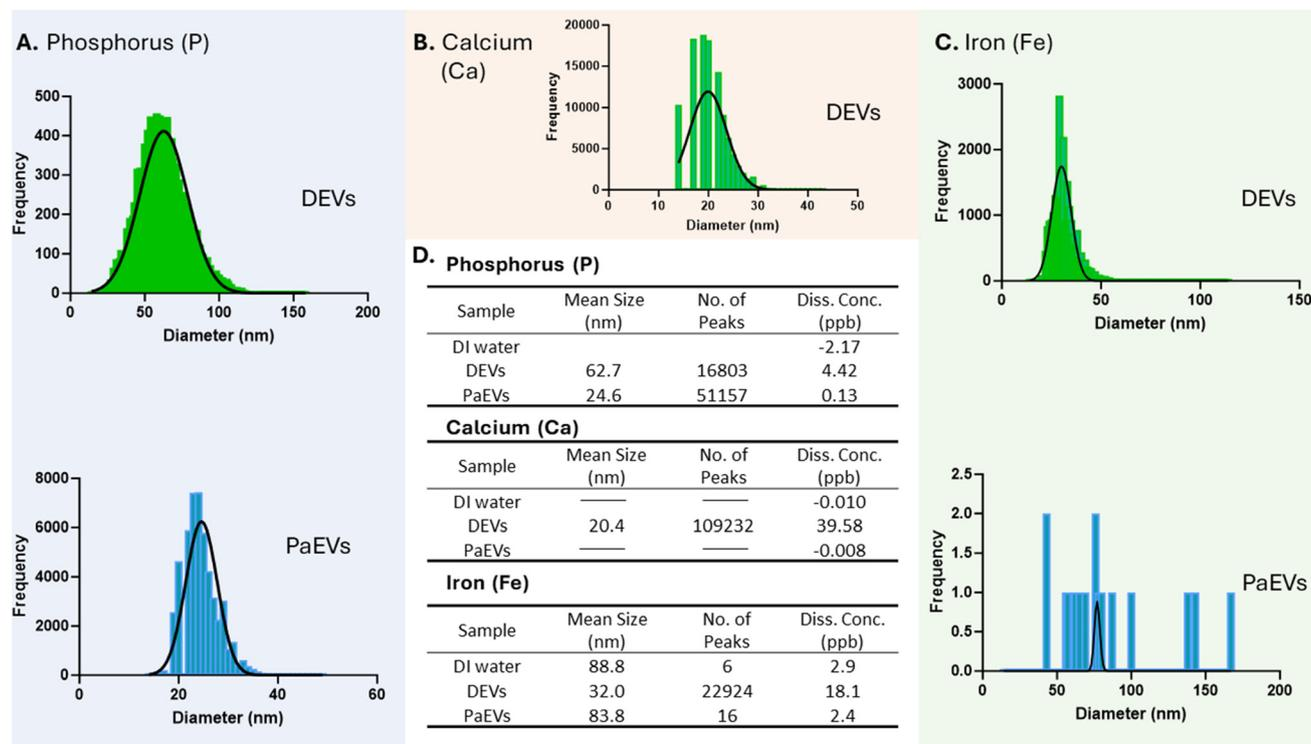 A. Phosphorus (P)
500
400
300
200
100
0
Frequency
DEVs
0 50 100 150 200
Diameter (nm)
8000
6000
4000
2000
0
Frequency
PaEVs
0 20 40 60
Diameter (nm)
B. Calcium
(Ca)
20000
15000
10000
5000
0
Frequency
DEVs
0 10 20 30 40 50
Diameter (nm)
C. Iron (Fe)
3000
2000
1000
0
Frequency
DEVs
0 50 100 150
Diameter (nm)
2.5
2.0
1.5
1.0
0.5
0.0
Frequency
PaEVs
0 50 100 150 200
Diameter (nm)
D. Phosphorus (P)
Sample Mean Size (nm) No. of Peaks Diss. Conc. (ppb)
DI water -2.17
DEVs 62.7 16803 4.42
PaEVs 24.6 51157 0.13
Calcium (Ca)
Sample Mean Size (nm) No. of Peaks Diss. Conc. (ppb)
DI water —— —— -0.010
DEVs 20.4 109232 39.58
PaEVs —— —— -0.008
Iron (Fe)
Sample Mean Size (nm) No. of Peaks Diss. Conc. (ppb)
DI water 88.8 6 2.9
DEVs 32.0 22924 18.1
PaEVs 83.8 16 2.4